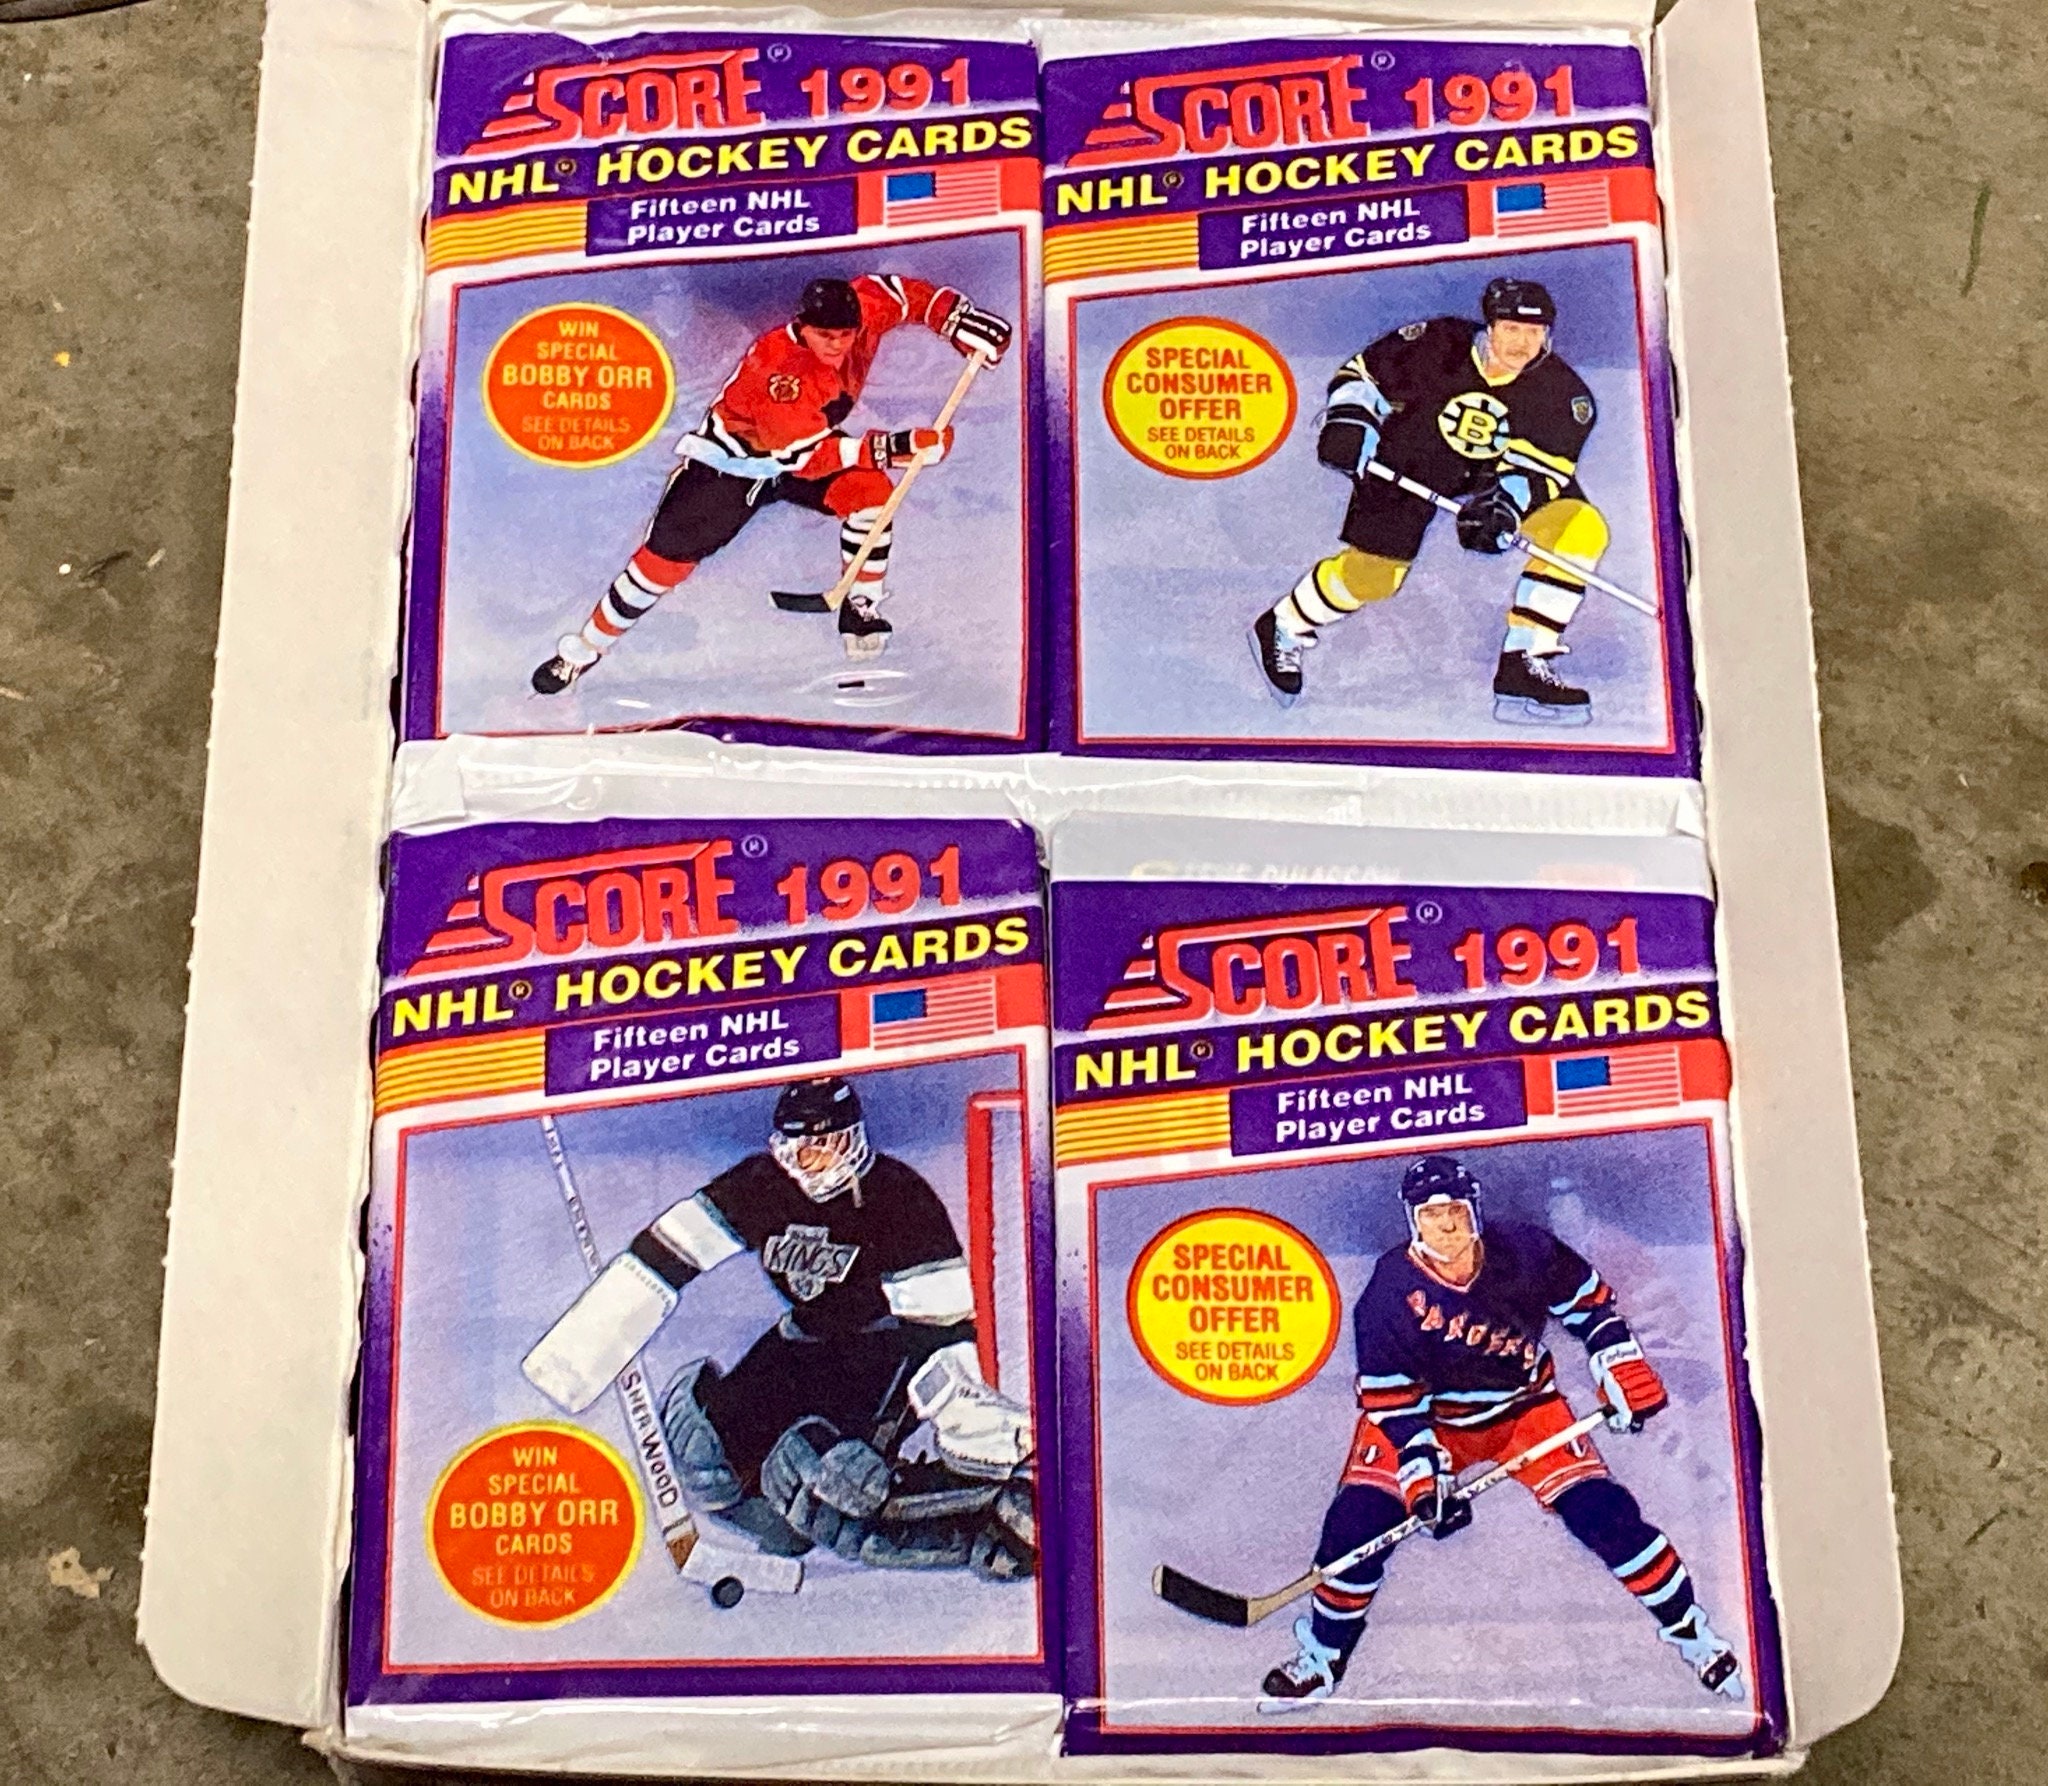 SCORE® 1991
NHL® HOCKEY CARDS
Fifteen NHL
Player Cards
WIN
SPECIAL
BOBBY ORR
CARDS
SEE DETAILS
ON BACK
SCORE® 1991
NHL® HOCKEY CARDS
Fifteen NHL
Player Cards
SPECIAL
CONSUMER
OFFER
SEE DETAILS
ON BACK
B
SCORE® 1991
NHL® HOCKEY CARDS
Fifteen NHL
Player Cards
KINGS
SHERWOOD
WIN
SPECIAL
BOBBY ORR
CARDS
SEE DETAILS
ON BACK
SCORE® 1991
NHL® HOCKEY CARDS
Fifteen NHL
Player Cards
SPECIAL
CONSUMER
OFFER
SEE DETAILS
ON BACK
RANGERS